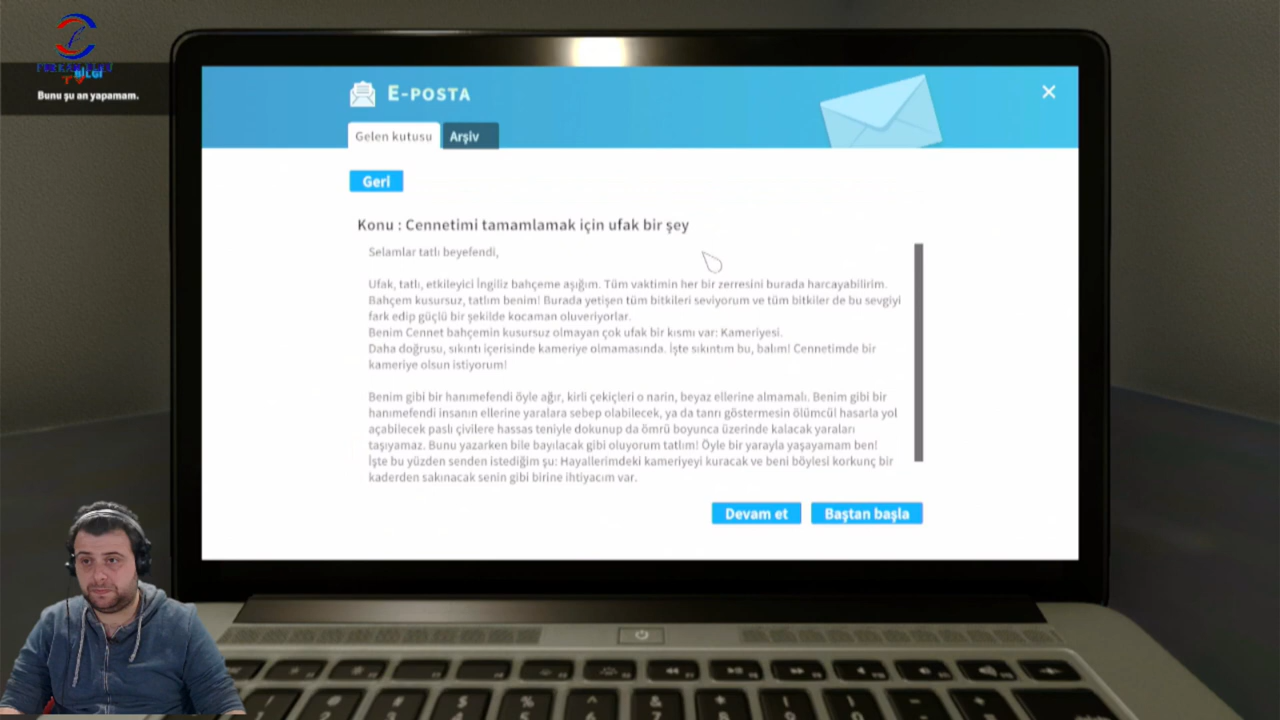 BİLGİ
TV
Bunu şu an yapamam.
E-POSTA
Gelen kutusu
Arşiv
Geri
Konu : Cennetimi tamamlamak için ufak bir şey
Selamlar tatlı beyefendi,
Ufak, tatlı, etkileyici İngiliz bahçeme aşığım. Tüm vaktimin her bir zerresini burada harcayabilirim.
Bahçem kusursuz, tatlım benim! Burada yetişen tüm bitkileri seviyorum ve tüm bitkiler de bu sevgiyi
fark edip güçlü bir şekilde kocaman oluveriyorlar.
Benim Cennet bahçemin kusursuz olmayan çok ufak bir kısmı var: Kameriyesi.
Daha doğrusu, sıkıntı içerisinde kameriye olmamasında. İşte sıkıntım bu, balım! Cennetimde bir
kameriye olsun istiyorum!
Benim gibi bir hanımefendi öyle ağır, kirli çekiçleri o narin, beyaz ellerine almamalı. Benim gibi bir
hanımefendi insanın ellerine yaralara sebep olabilecek, ya da tanrı göstermesin ölümcül hasarla yol
açabilecek paslı çivilere hassas teniyle dokunup da ömrü boyunca üzerinde kalacak yaraları
taşıyamaz. Bunu yazarken bile bayılacak gibi oluyorum tatlım! Öyle bir yarayla yaşayamam ben!
İşte bu yüzden senden istediğim şu: Hayallerimdeki kameriyeyi kuracak ve beni böylesi korkunç bir
kaderden sakınacak senin gibi birine ihtiyacım var.
Devam et
Baştan başla